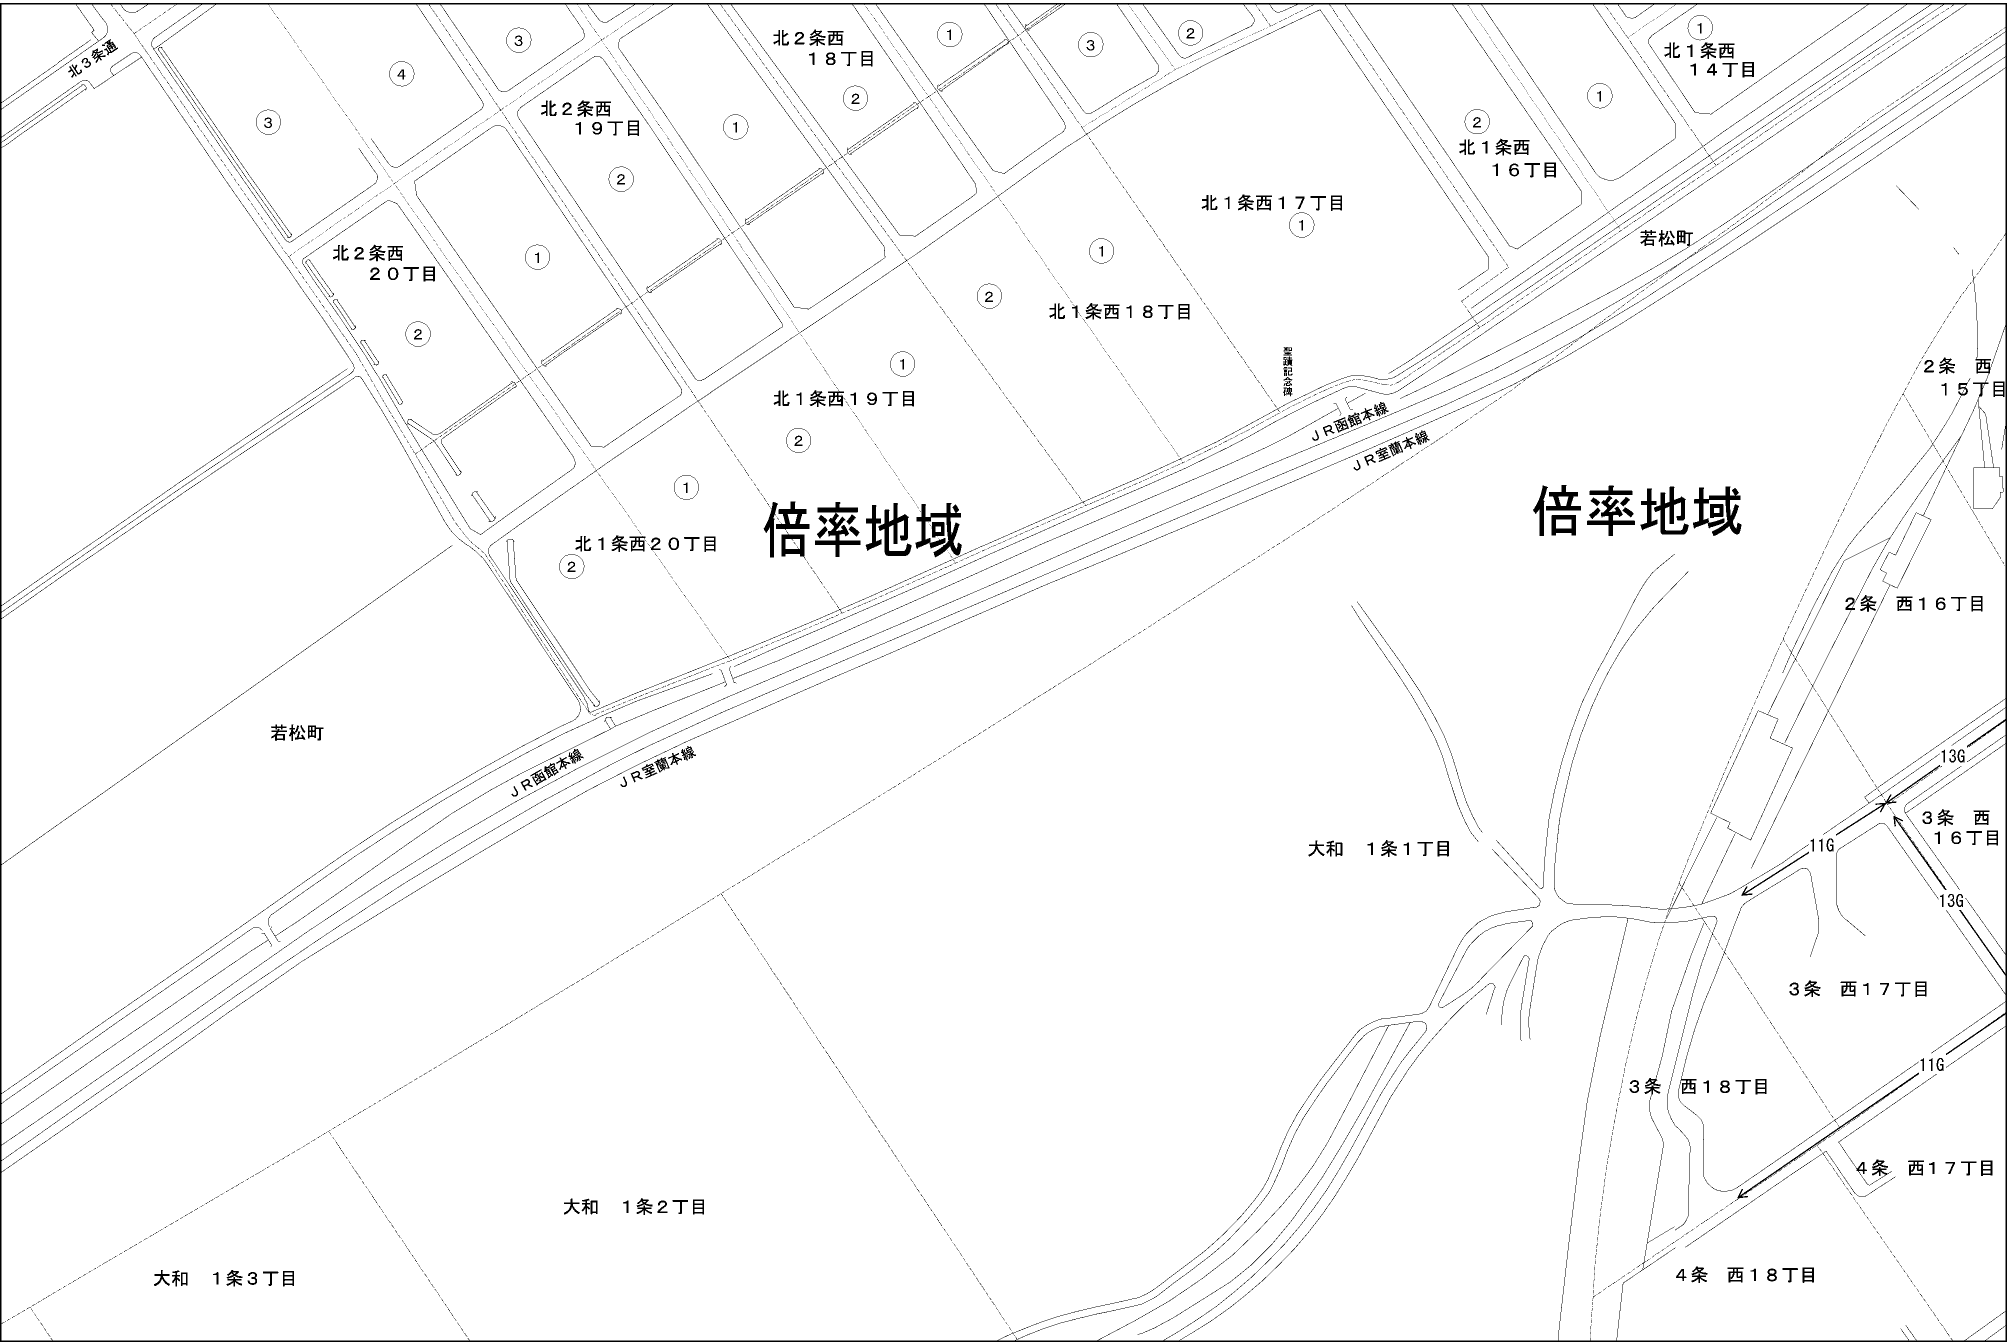 北３条通
③
④
③
北２条西
１９丁目
②
①
北２条西
１８丁目
②
①
③
②
北１条西
１４丁目
①
①
②
北１条西
１６丁目
北１条西１７丁目
①
若松町
北２条西
２０丁目
②
①
①
②
北１条西１８丁目
聖蹟記念碑
①
北１条西１９丁目
②
①
北１条西２０丁目
②
倍率地域
倍率地域
ＪＲ函館本線
ＪＲ室蘭本線
２条　西
１５丁目
２条　西１６丁目
若松町
ＪＲ函館本線
ＪＲ室蘭本線
13G
３条　西
１６丁目
11G
大和　１条１丁目
13G
３条　西１７丁目
11G
３条　西１８丁目
４条　西１７丁目
大和　１条２丁目
大和　１条３丁目
４条　西１８丁目